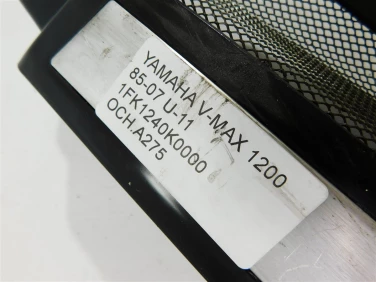 YAMAHA V-MAX 1200
85-07 U-11
1FK1240K0000
OCH.A275